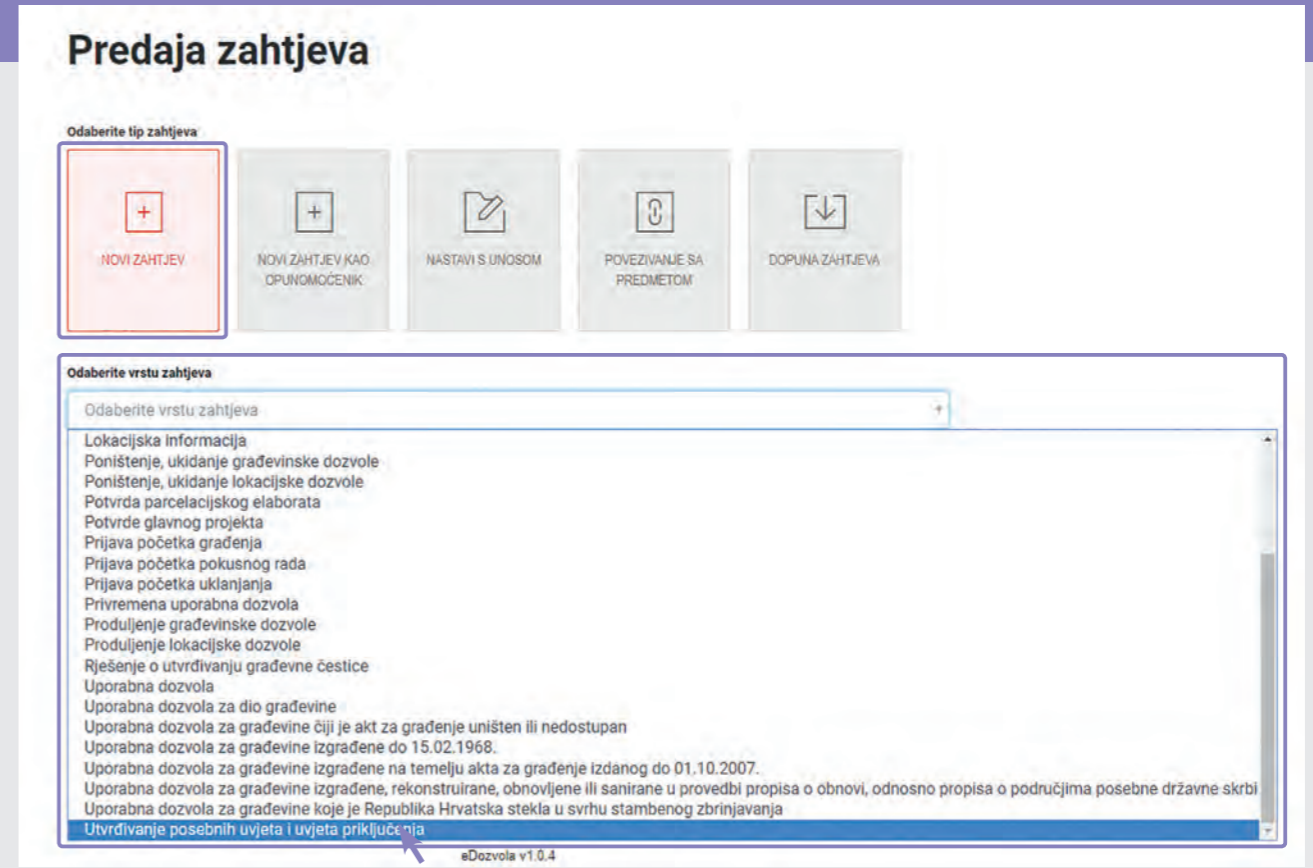 Predaja zahtjeva
Odaberite tip zahtjeva
NOVI ZAHTJEV
NOVI ZAHTJEV KAO
OPUNOMOĆENIK
NASTAVI S UNOSOM
POVEZIVANJE SA
PREDMETOM
DOPUNA ZAHTJEVA
Odaberite vrstu zahtjeva
Odaberite vrstu zahtjeva
Lokacijska informacija
Poništenje, ukidanje građevinske dozvole
Poništenje, ukidanje lokacijske dozvole
Potvrda parcelacijskog elaborata
Potvrde glavnog projekta
Prijava početka građenja
Prijava početka pokusnog rada
Prijava početka uklanjanja
Privremena uporabna dozvola
Produljenje građevinske dozvole
Produljenje lokacijske dozvole
Rješenje o utvrđivanju građevne čestice
Uporabna dozvola
Uporabna dozvola za dio građevine
Uporabna dozvola za građevine čiji je akt za građenje uništen ili nedostupan
Uporabna dozvola za građevine izgrađene do 15.02.1968.
Uporabna dozvola za građevine izgrađene na temelju akta za građenje izdanog do 01.10.2007.
Uporabna dozvola za građevine izgrađene, rekonstruirane, obnovljene ili sanirane u provedbi propisa o obnovi, odnosno propisa o područjima posebne državne skrbi
Uporabna dozvola za građevine koje je Republika Hrvatska stekla u svrhu stambenog zbrinjavanja
Utvrđivanje posebnih uvjeta i uvjeta priključenja
eDozvola v1.0.4